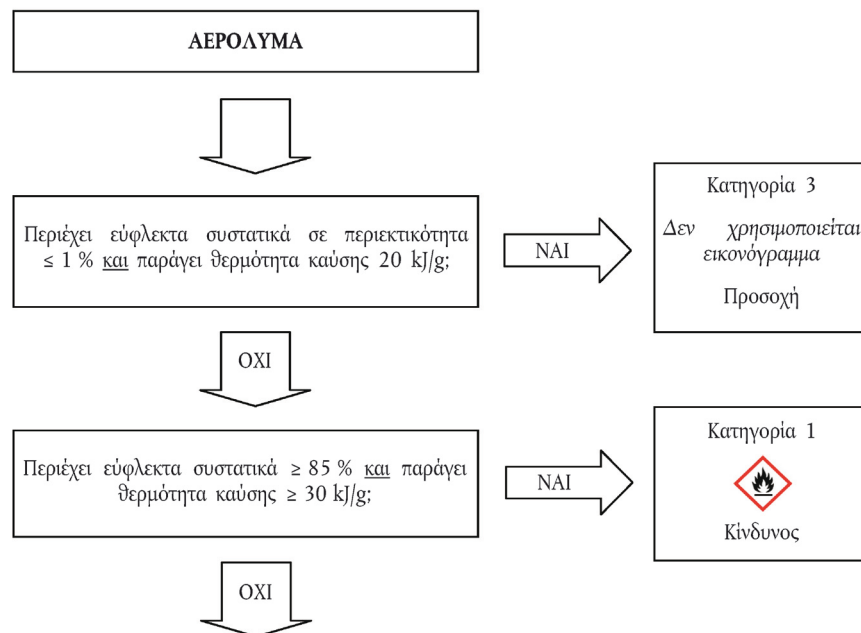 ΑΕΡΟΛΥΜΑ
Περιέχει εύφλεκτα συστατικά σε περιεκτικότητα
≤ 1 % και παράγει θερμότητα καύσης 20 kJ/g;
ΝΑΙ
Κατηγορία 3
Δεν χρησιμοποιείται
εικονόγραμμα
Προσοχή
ΟΧΙ
Περιέχει εύφλεκτα συστατικά ≥ 85 % και παράγει
θερμότητα καύσης ≥ 30 kJ/g;
ΝΑΙ
Κατηγορία 1
Κίνδυνος
ΟΧΙ